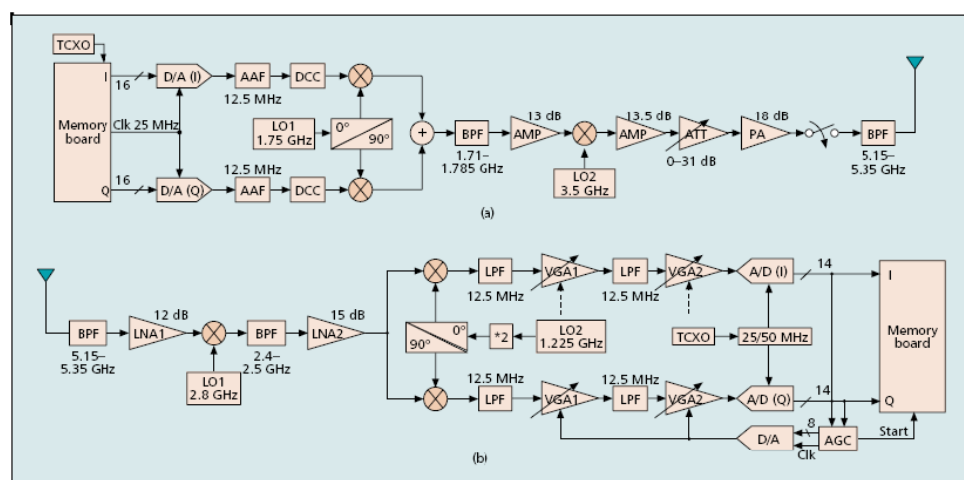 TCXO
Memory
board
I
Q
16
16
Clk 25 MHz
D/A (I)
D/A (Q)
AAF
12.5 MHz
DCC
LO1
1.75 GHz
0°
90°
12.5 MHz
AAF
DCC
+
BPF
1.71–
1.785 GHz
13 dB
AMP
LO2
3.5 GHz
13.5 dB
AMP
ATT
0–31 dB
18 dB
PA
BPF
5.15–
5.35 GHz
(a)
BPF
5.15–
5.35 GHz
12 dB
LNA1
LO1
2.8 GHz
BPF
2.4–
2.5 GHz
15 dB
LNA2
0°
90°
*2
LO2
1.225 GHz
LPF
12.5 MHz
VGA1
LPF
12.5 MHz
VGA2
A/D (I)
14
TCXO
25/50 MHz
12.5 MHz
LPF
VGA1
12.5 MHz
LPF
VGA2
A/D (Q)
14
D/A
8
Clk
AGC
Start
I
Q
Memory
board
(b)